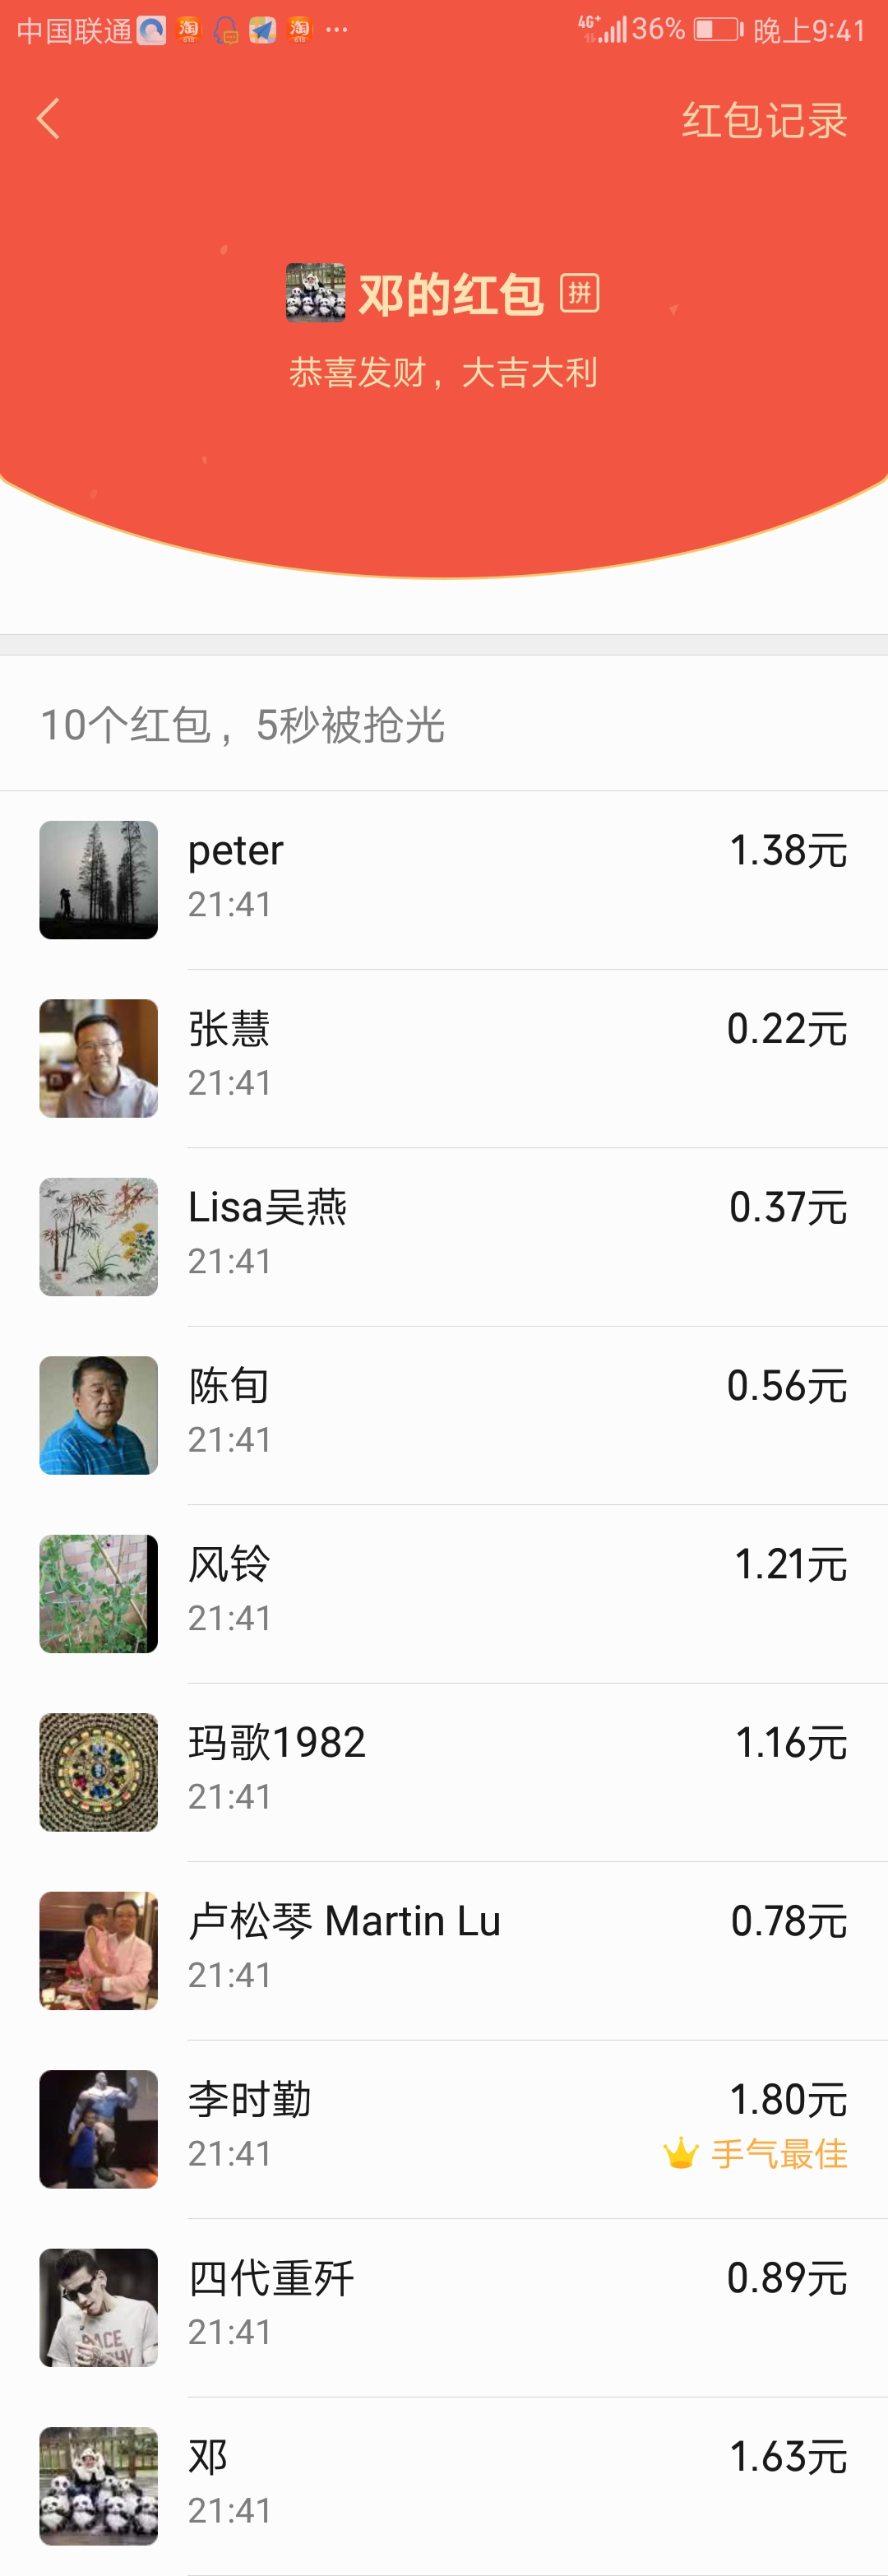 中国联通 淘 618 淘 618 ··· 4G+ 36% 晚上9:41
红包记录
邓的红包 拼
恭喜发财，大吉大利
10个红包，5秒被抢光
peter 1.38元
21:41
张慧 0.22元
21:41
Lisa吴燕 0.37元
21:41
陈旬 0.56元
21:41
风铃 1.21元
21:41
玛歌1982 1.16元
21:41
卢松琴 Martin Lu 0.78元
21:41
李时勤 1.80元
21:41 手气最佳
四代重歼 0.89元
21:41
邓 1.63元
21:41